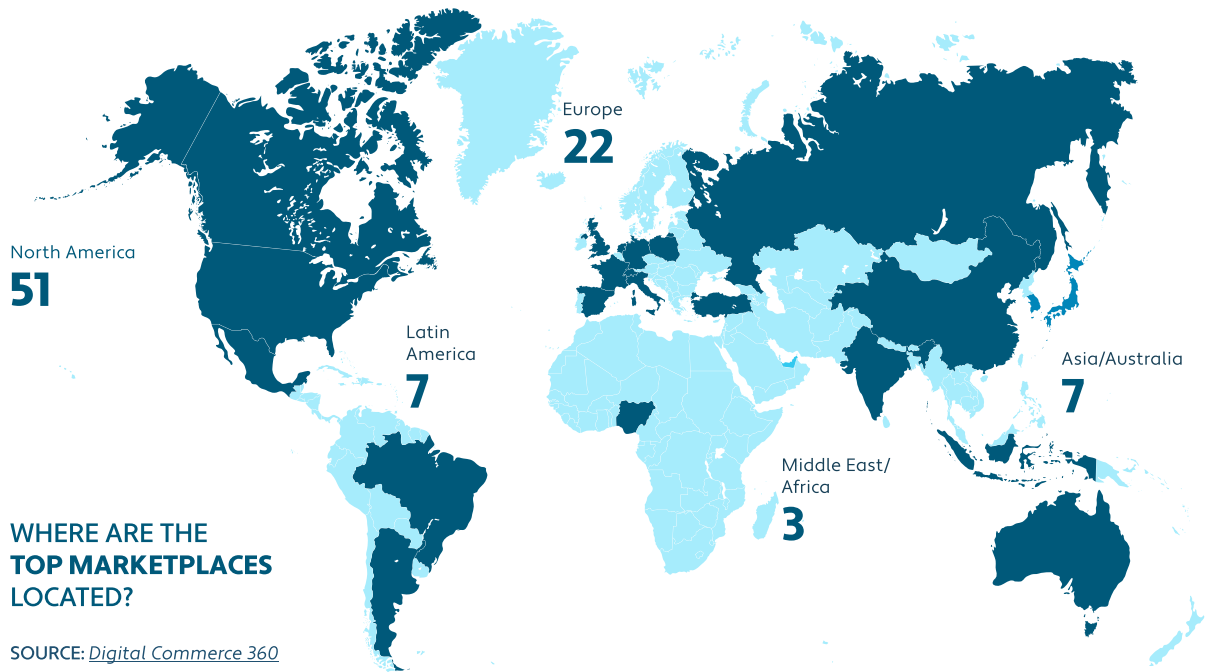 Europe
22
North America
51
Latin
America
7
Asia/Australia
7
Middle East/
Africa
3
WHERE ARE THE
TOP MARKETPLACES
LOCATED?
SOURCE: Digital Commerce 360